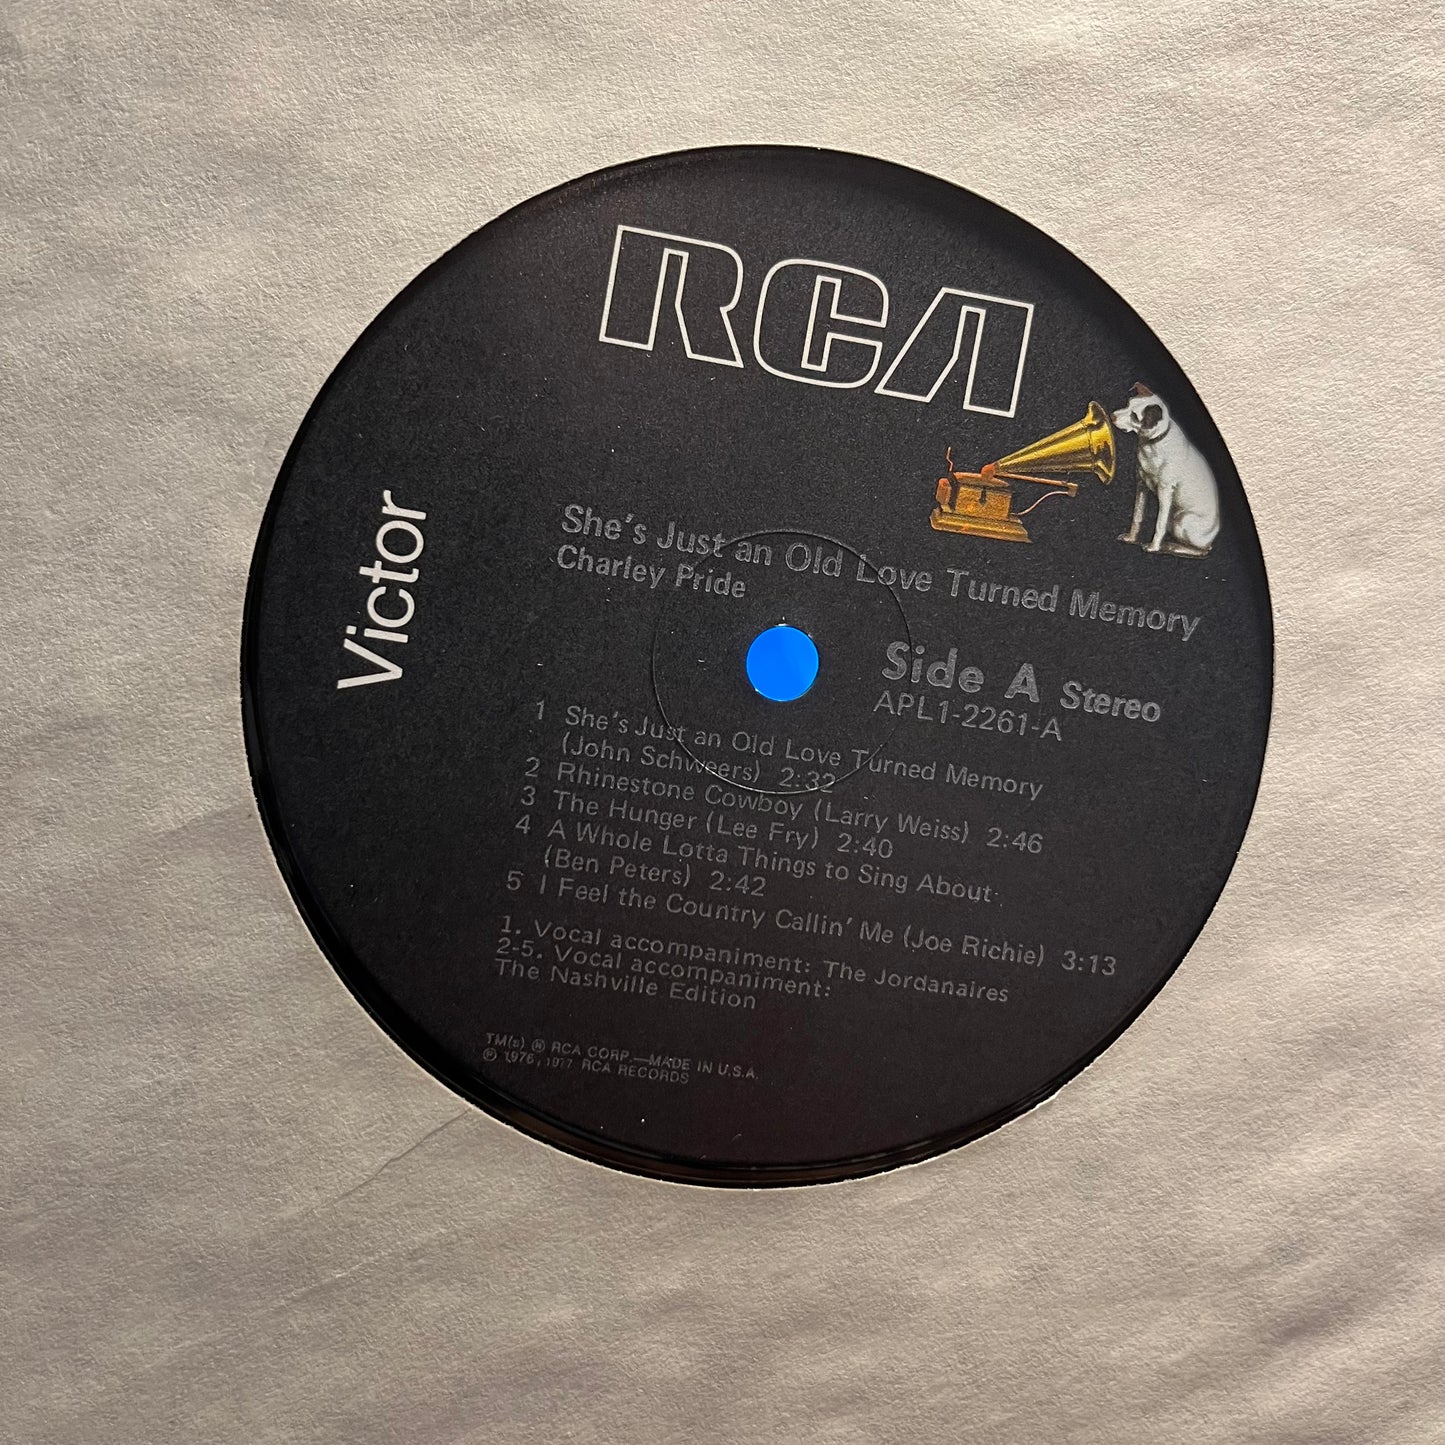 RCA
Victor
She's Just an Old Love Turned Memory
Charley Pride
Side A Stereo
APL1-2261-A
1 She's Just an Old Love Turned Memory
(John Schweers) 2:32
2 Rhinestone Cowboy (Larry Weiss) 2:46
3 The Hunger (Lee Fry) 2:40
4 A Whole Lotta Things to Sing About
(Ben Peters) 2:42
5 I Feel the Country Callin' Me (Joe Richie) 3:13
1. Vocal accompaniment: The Jordanaires
2-5. Vocal accompaniment:
The Nashville Edition
TM(s) ® RCA CORP.—MADE IN U.S.A.
℗ 1976, 1977 RCA RECORDS